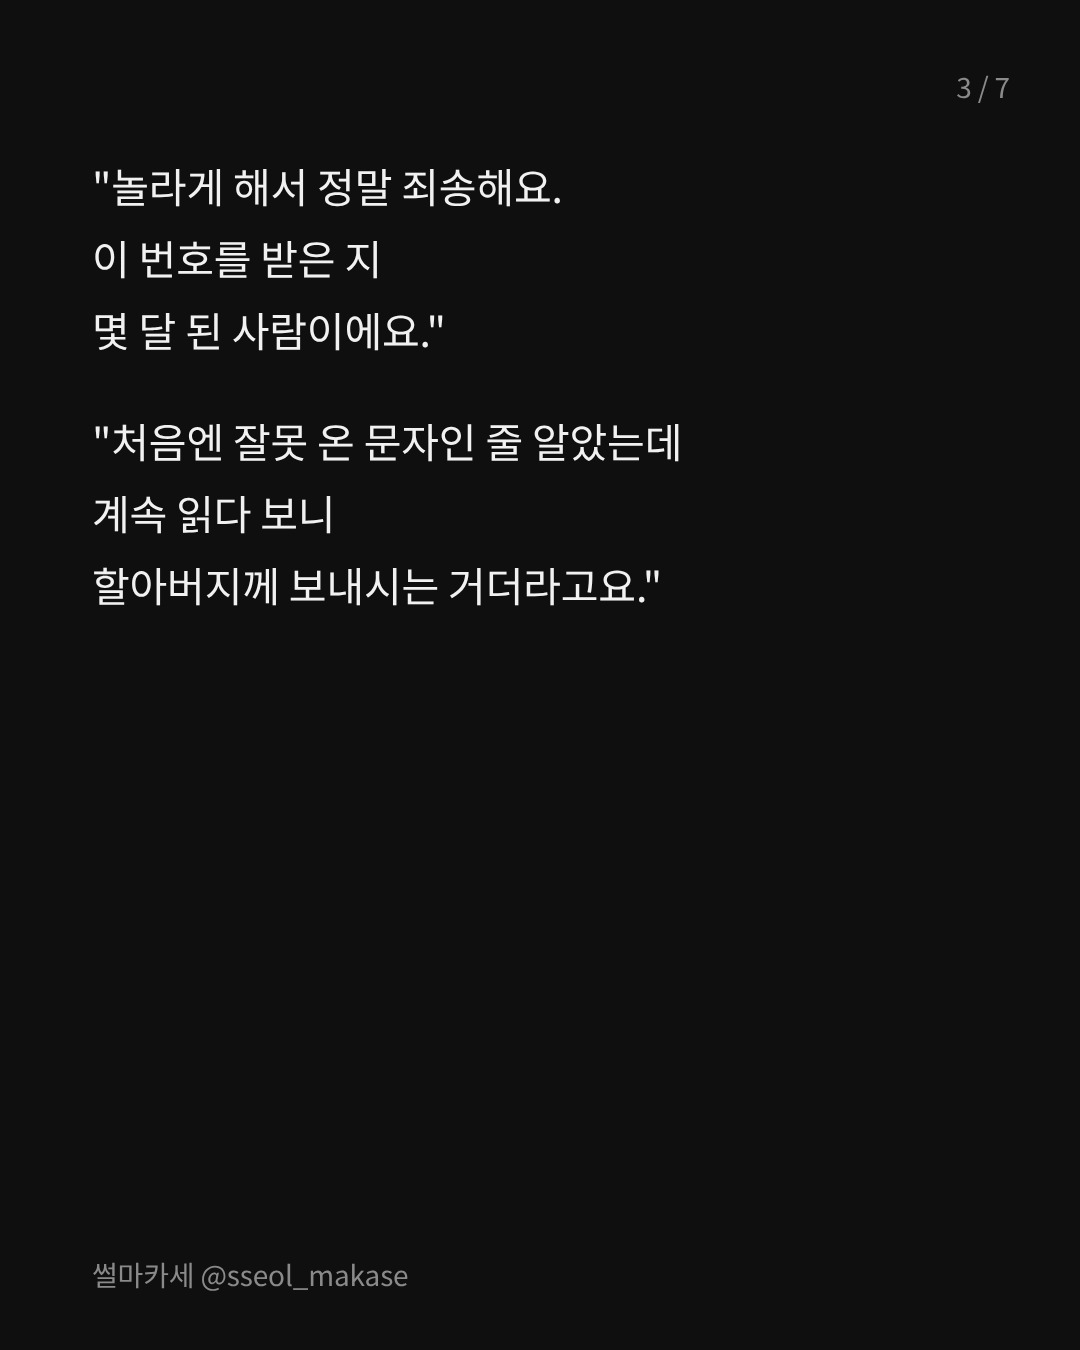 3 / 7
"놀라게 해서 정말 죄송해요.
이 번호를 받은 지
몇 달 된 사람이에요."
"처음엔 잘못 온 문자인 줄 알았는데
계속 읽다 보니
할아버지께 보내시는 거더라고요."
썰마카세 @sseol_makase